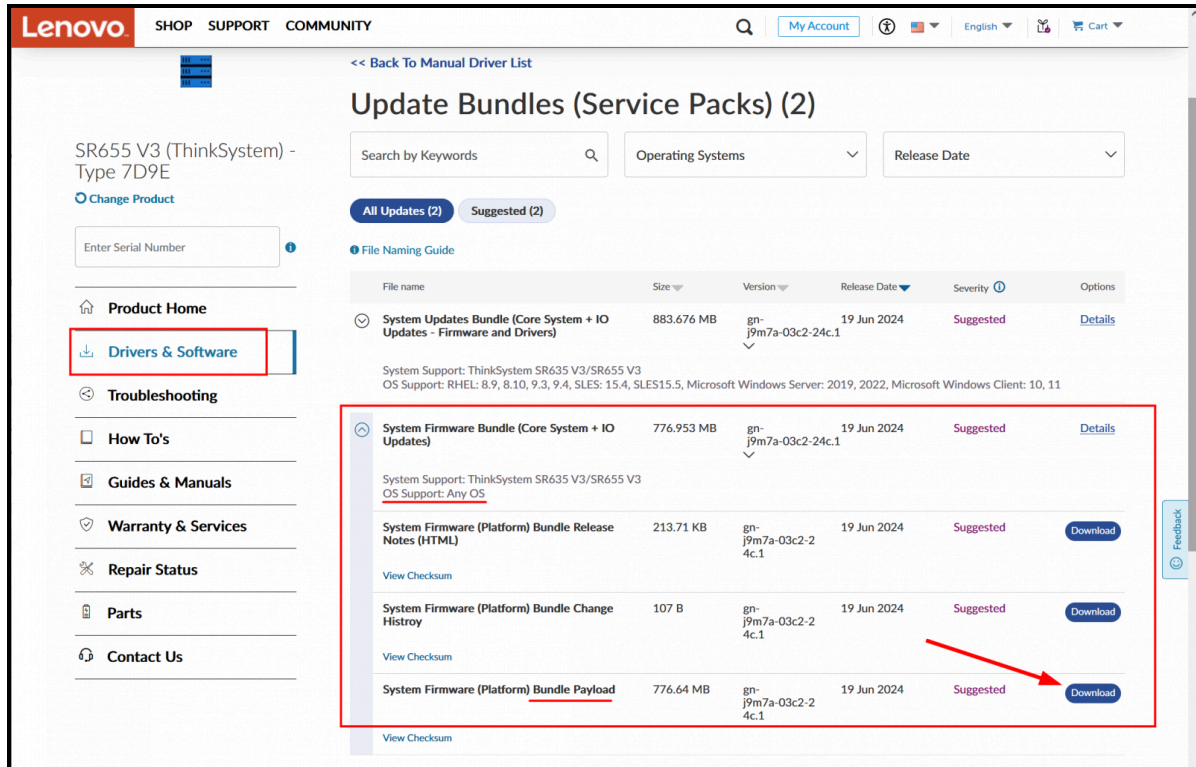 Lenovo
SHOP SUPPORT COMMUNITY
My Account
English
Cart
<< Back To Manual Driver List
Update Bundles (Service Packs) (2)
SR655 V3 (ThinkSystem) -
Type 7D9E
Change Product
Enter Serial Number
Product Home
Drivers & Software
Troubleshooting
How To's
Guides & Manuals
Warranty & Services
Repair Status
Parts
Contact Us
Search by Keywords
Operating Systems
Release Date
All Updates (2)
Suggested (2)
File Naming Guide
File name Size Version Release Date Severity Options
System Updates Bundle (Core System + IO
Updates - Firmware and Drivers)
883.676 MB
gn-
j9m7a-03c2-24c.1
19 Jun 2024
Suggested
Details
System Support: ThinkSystem SR635 V3/SR655 V3
OS Support: RHEL: 8.9, 8.10, 9.3, 9.4, SLES: 15.4, SLES15.5, Microsoft Windows Server: 2019, 2022, Microsoft Windows Client: 10, 11
System Firmware Bundle (Core System + IO
Updates)
776.953 MB
gn-
j9m7a-03c2-24c.1
19 Jun 2024
Suggested
Details
System Support: ThinkSystem SR635 V3/SR655 V3
OS Support: Any OS
System Firmware (Platform) Bundle Release
Notes (HTML)
213.71 KB
gn-
j9m7a-03c2-2
4c.1
19 Jun 2024
Suggested
Download
View Checksum
System Firmware (Platform) Bundle Change
Histroy
107 B
gn-
j9m7a-03c2-2
4c.1
19 Jun 2024
Suggested
Download
View Checksum
System Firmware (Platform) Bundle Payload
776.64 MB
gn-
j9m7a-03c2-2
4c.1
19 Jun 2024
Suggested
Download
View Checksum
Feedback